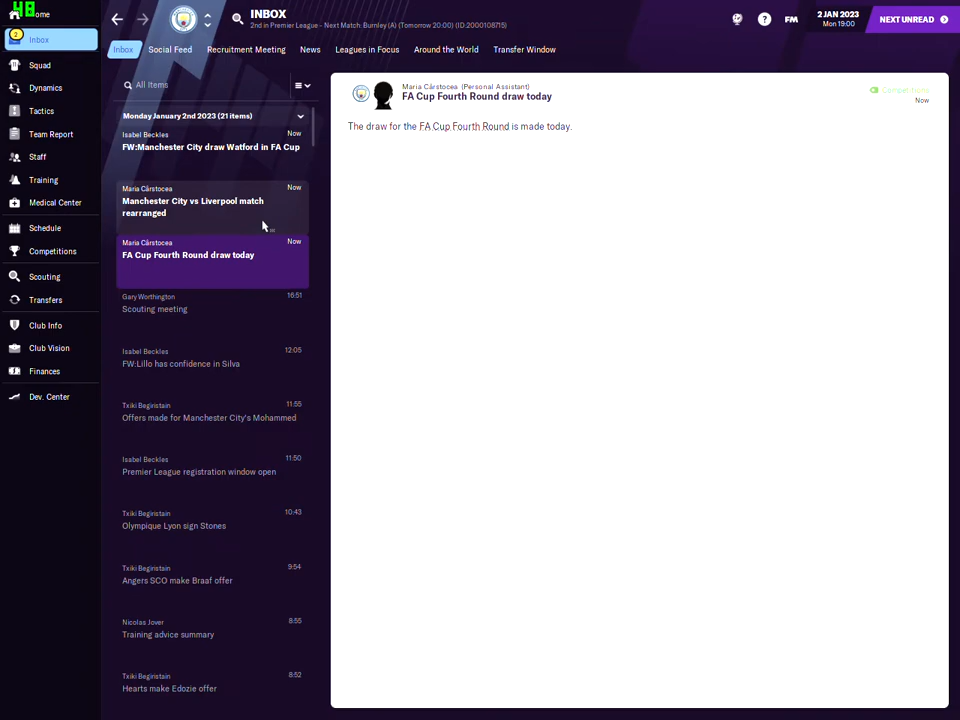 48
ome
INBOX
2nd in Premier League - Next Match: Burnley (A) (Tomorrow 20:00) (ID:2000108715)
?
FM
2 JAN 2023
Mon 19:00
NEXT UNREAD
2
Inbox
Squad
Dynamics
Tactics
Team Report
Staff
Training
Medical Center
Schedule
Competitions
Scouting
Transfers
Club Info
Club Vision
Finances
Dev. Center
Inbox
Social Feed
Recruitment Meeting
News
Leagues in Focus
Around the World
Transfer Window
All Items
Monday January 2nd 2023 (21 items)
Isabel Beckles
Now
FW:Manchester City draw Watford in FA Cup
Maria Cârstocea
Now
Manchester City vs Liverpool match
rearranged
Maria Cârstocea
Now
FA Cup Fourth Round draw today
Gary Worthington
16:51
Scouting meeting
Isabel Beckles
12:05
FW:Lillo has confidence in Silva
Txiki Begiristain
11:55
Offers made for Manchester City's Mohammed
Isabel Beckles
11:50
Premier League registration window open
Txiki Begiristain
10:43
Olympique Lyon sign Stones
Txiki Begiristain
9:54
Angers SCO make Braaf offer
Nicolas Jover
8:55
Training advice summary
Txiki Begiristain
8:52
Hearts make Edozie offer
Maria Cârstocea (Personal Assistant)
FA Cup Fourth Round draw today
Competitions
Now
The draw for the FA Cup Fourth Round is made today.